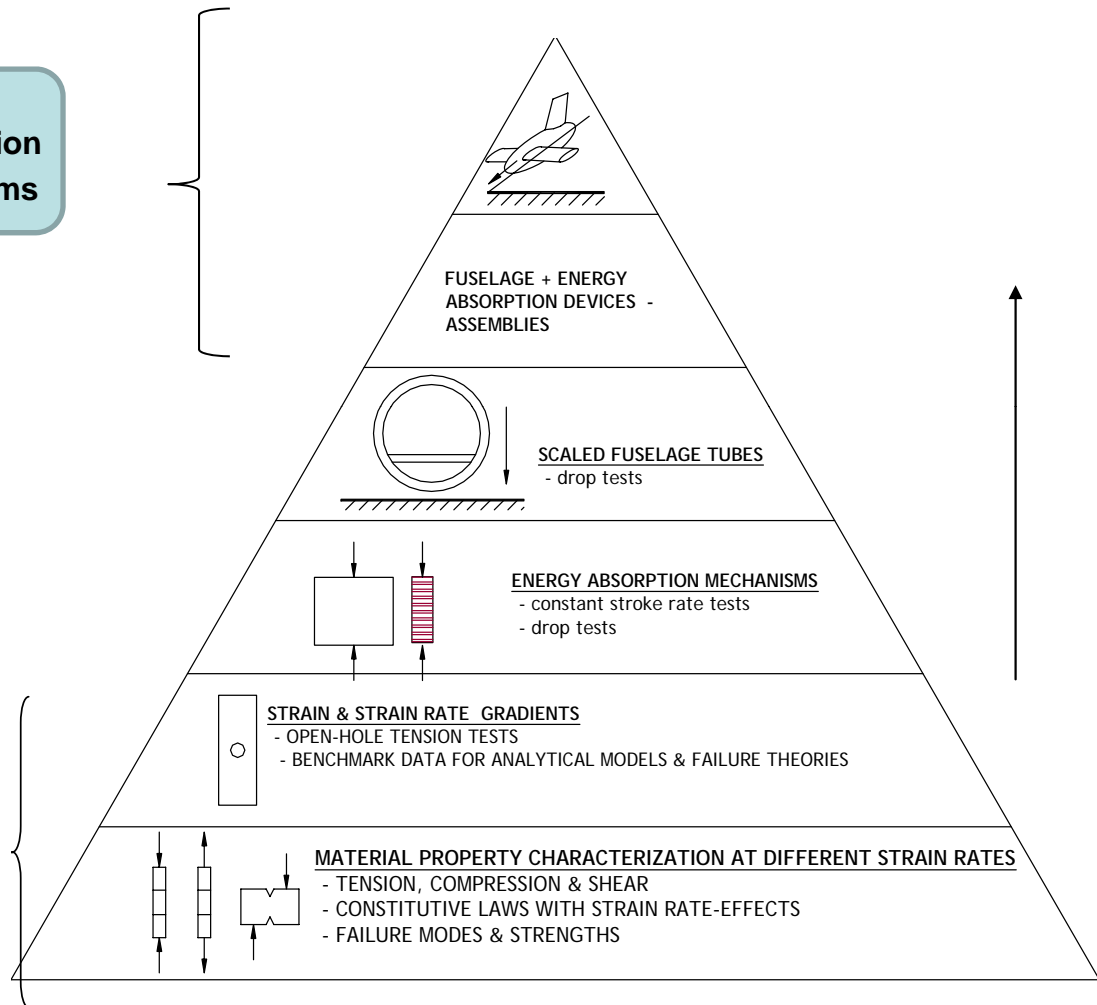 FUSELAGE + ENERGY
ABSORPTION DEVICES -
ASSEMBLIES
SCALED FUSELAGE TUBES
- drop tests
ENERGY ABSORPTION MECHANISMS
- constant stroke rate tests
- drop tests
STRAIN & STRAIN RATE GRADIENTS
- OPEN-HOLE TENSION TESTS
- BENCHMARK DATA FOR ANALYTICAL MODELS & FAILURE THEORIES
MATERIAL PROPERTY CHARACTERIZATION AT DIFFERENT STRAIN RATES
- TENSION, COMPRESSION & SHEAR
- CONSTITUTIVE LAWS WITH STRAIN RATE-EFFECTS
- FAILURE MODES & STRENGTHS